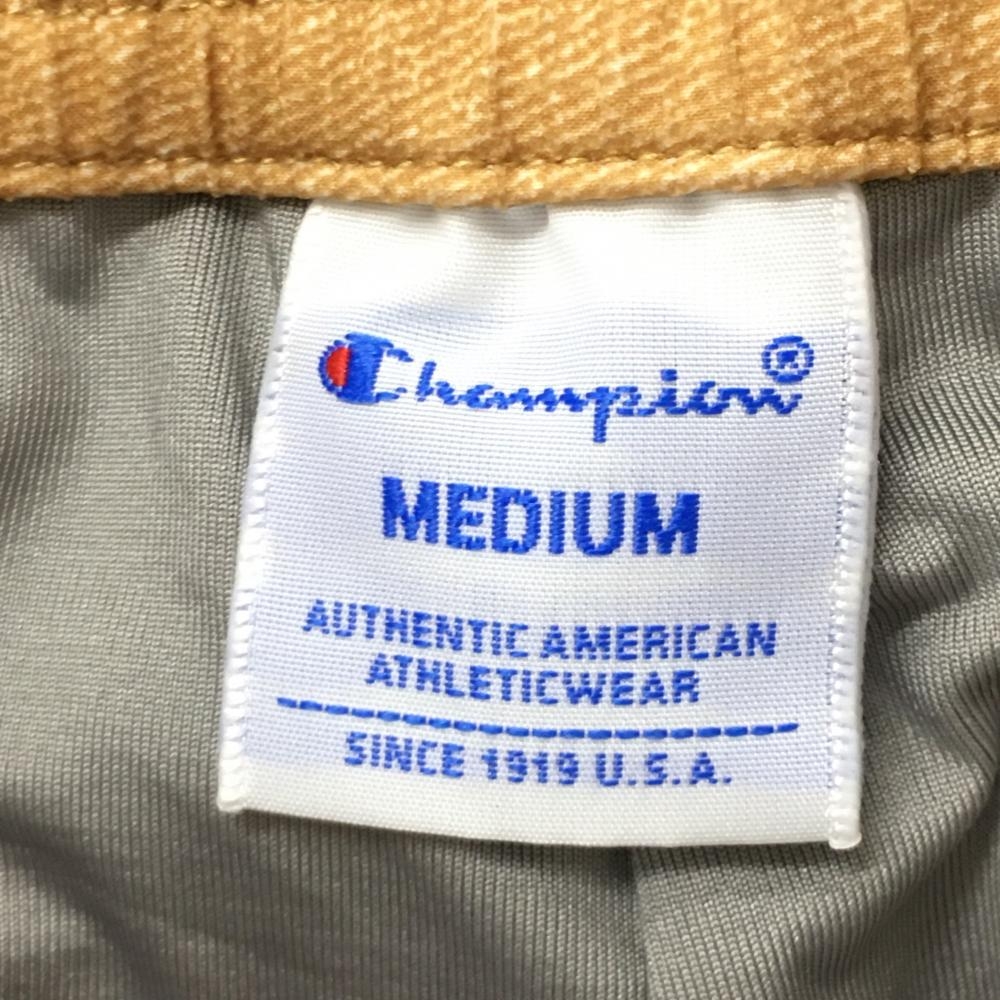 Champion®
MEDIUM
AUTHENTIC AMERICAN
ATHLETICWEAR
SINCE 1919 U.S.A.